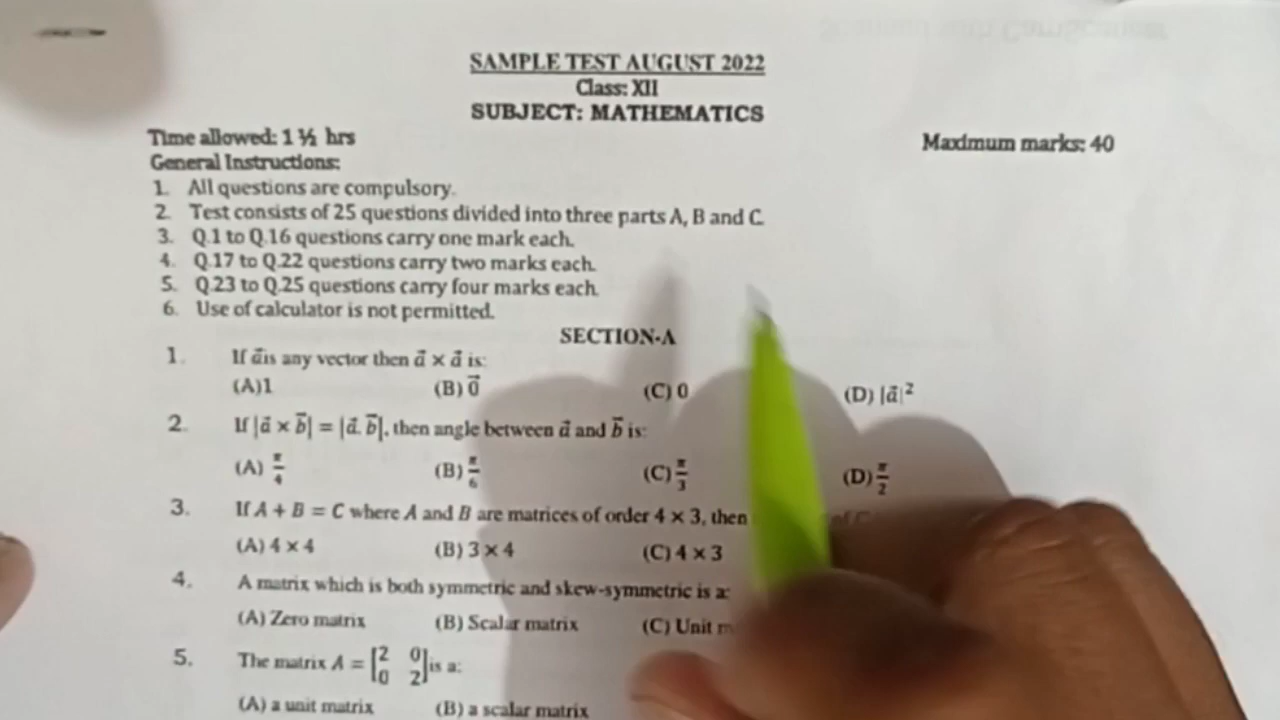 SAMPLE TEST AUGUST 2022
Class: XII
SUBJECT: MATHEMATICS
Time allowed: 1 ½ hrs Maximum marks: 40
General Instructions:
1. All questions are compulsory.
2. Test consists of 25 questions divided into three parts A, B and C.
3. Q.1 to Q.16 questions carry one mark each.
4. Q.17 to Q.22 questions carry two marks each.
5. Q.23 to Q.25 questions carry four marks each.
6. Use of calculator is not permitted.
SECTION-A
1. If a⃗ is any vector then a⃗ × a⃗ is:
(A)1 (B) 0⃗ (C) 0 (D) |a⃗|²
2. If |a⃗ × b⃗| = |a⃗. b⃗|, then angle between a⃗ and b⃗ is:
(A) π/4 (B) π/6 (C) π/3 (D) π/2
3. If A + B = C where A and B are matrices of order 4 × 3, then of C
(A) 4 × 4 (B) 3 × 4 (C) 4 × 3
4. A matrix which is both symmetric and skew-symmetric is a:
(A) Zero matrix (B) Scalar matrix (C) Unit m
5. The matrix A = [2 0 0 2] is a:
(A) a unit matrix (B) a scalar matrix